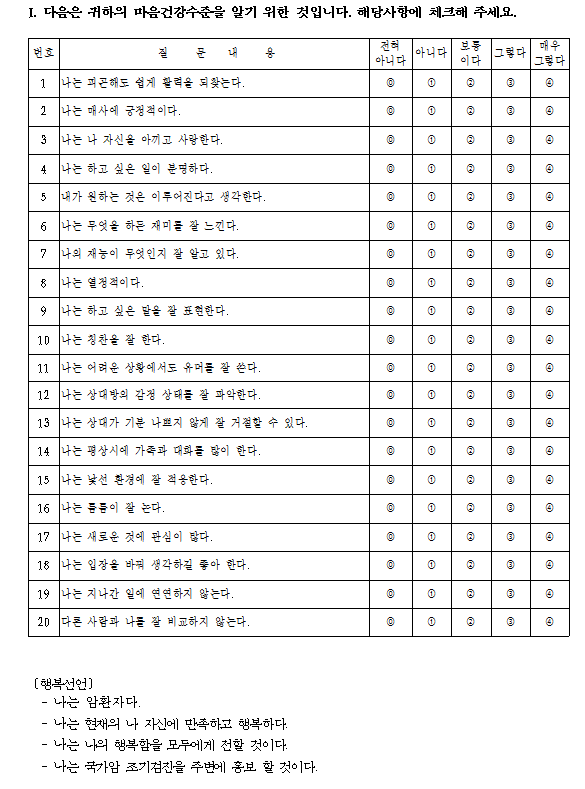 I. 다음은 귀하의 마음건강수준을 알기 위한 것입니다. 해당사항에 체크해 주세요.
번호 질 문 내 용 전혀 아니다 아니다 보통 이다 그렇다 매우 그렇다
1 나는 피곤해도 쉽게 활력을 되찾는다. ⓪ ① ② ③ ④
2 나는 매사에 긍정적이다. ⓪ ① ② ③ ④
3 나는 나 자신을 아끼고 사랑한다. ⓪ ① ② ③ ④
4 나는 하고 싶은 일이 분명하다. ⓪ ① ② ③ ④
5 내가 원하는 것은 이루어진다고 생각한다. ⓪ ① ② ③ ④
6 나는 무엇을 하든 재미를 잘 느낀다. ⓪ ① ② ③ ④
7 나의 재능이 무엇인지 잘 알고 있다. ⓪ ① ② ③ ④
8 나는 열정적이다. ⓪ ① ② ③ ④
9 나는 하고 싶은 말을 잘 표현한다. ⓪ ① ② ③ ④
10 나는 칭찬을 잘 한다. ⓪ ① ② ③ ④
11 나는 어려운 상황에서도 유머를 잘 쓴다. ⓪ ① ② ③ ④
12 나는 상대방의 감정 상태를 잘 파악한다. ⓪ ① ② ③ ④
13 나는 상대가 기분 나쁘지 않게 잘 거절할 수 있다. ⓪ ① ② ③ ④
14 나는 평상시에 가족과 대화를 많이 한다. ⓪ ① ② ③ ④
15 나는 낯선 환경에 잘 적응한다. ⓪ ① ② ③ ④
16 나는 틈틈이 잘 논다. ⓪ ① ② ③ ④
17 나는 새로운 것에 관심이 많다. ⓪ ① ② ③ ④
18 나는 입장을 바꿔 생각하길 좋아 한다. ⓪ ① ② ③ ④
19 나는 지나간 일에 연연하지 않는다. ⓪ ① ② ③ ④
20 다른 사람과 나를 잘 비교하지 않는다. ⓪ ① ② ③ ④
〔행복선언〕
- 나는 암환자다.
- 나는 현재의 나 자신에 만족하고 행복하다.
- 나는 나의 행복함을 모두에게 전할 것이다.
- 나는 국가암 조기검진을 주변에 홍보 할 것이다.